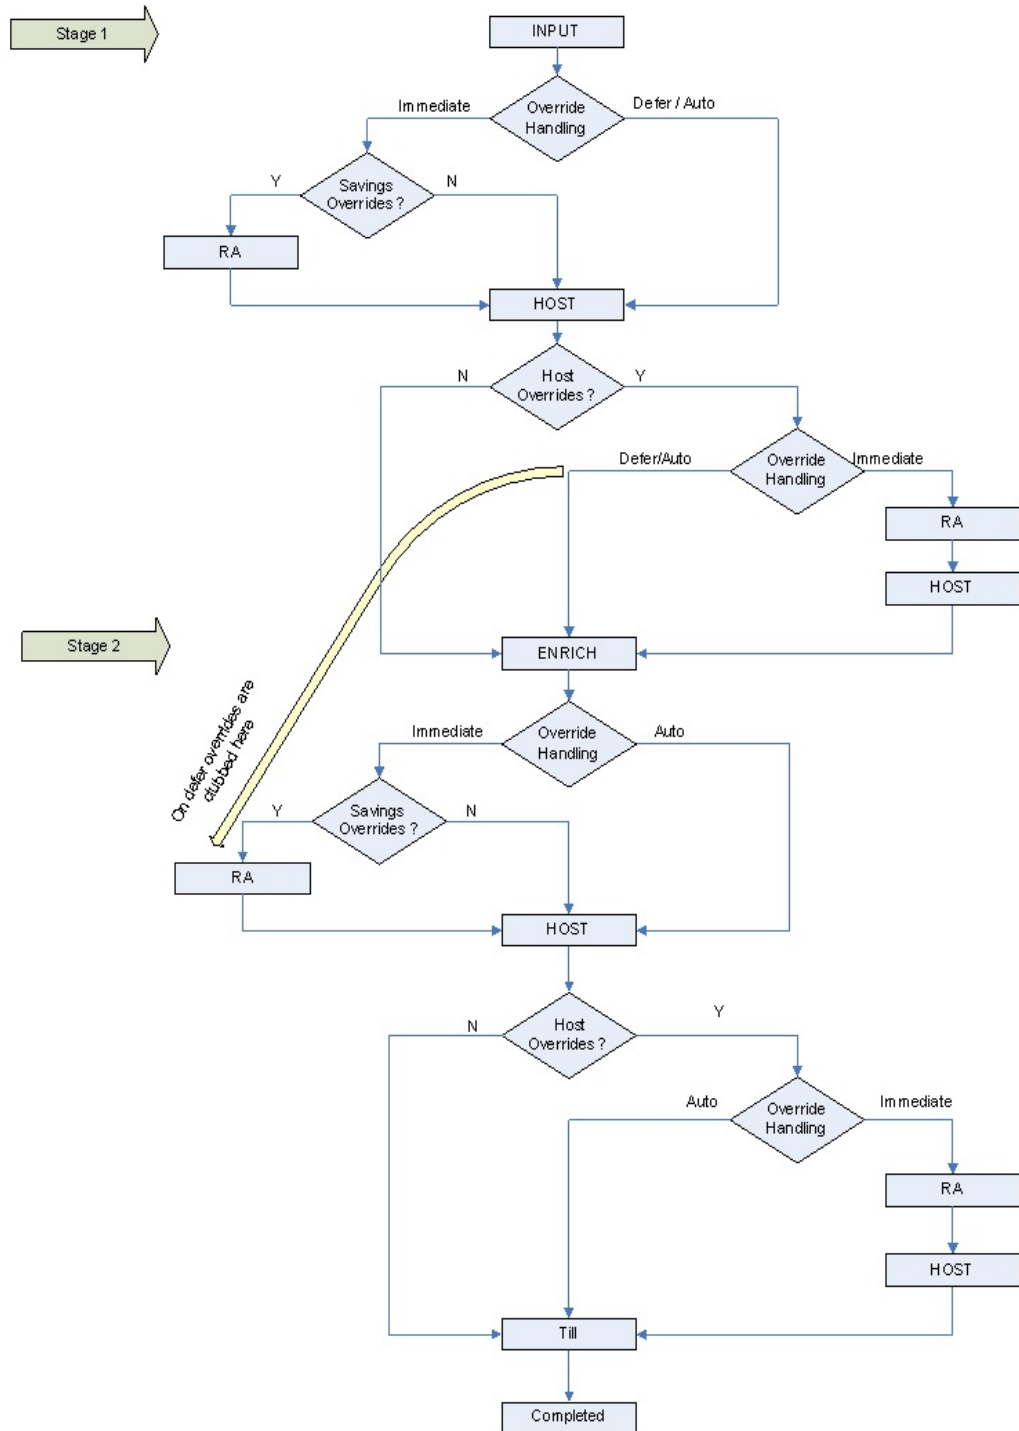 Stage 1
INPUT
Immediate
Override
Handling
Defer / Auto
Y
Savings
Overrides ?
N
RA
HOST
N
Host
Overrides ?
Y
Defer/Auto
Override
Handling
Immediate
RA
HOST
Stage 2
ENRICH
On defer overrides are
clubbed here
Immediate
Override
Handling
Auto
Y
Savings
Overrides ?
N
RA
HOST
N
Host
Overrides ?
Y
Auto
Override
Handling
Immediate
RA
HOST
Till
Completed